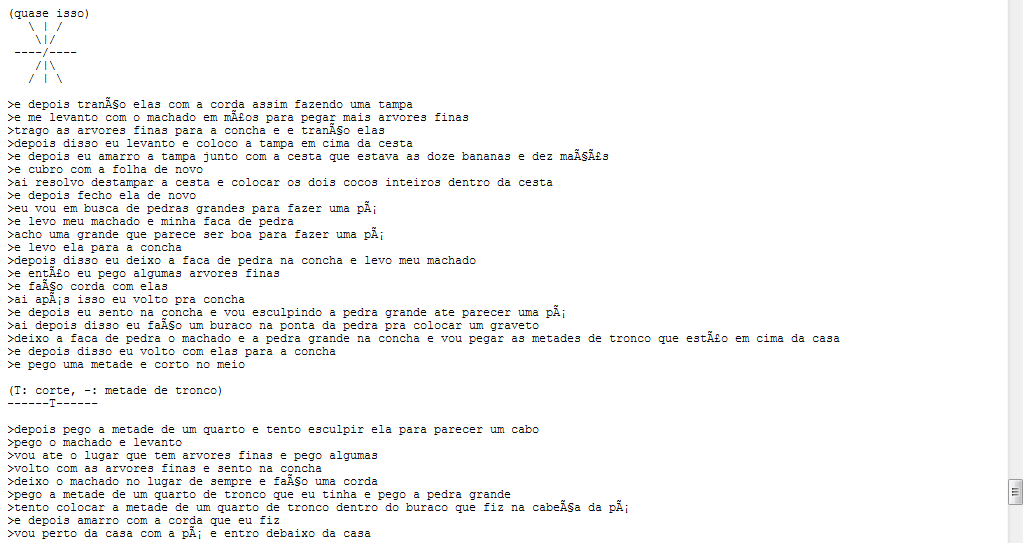 (quase isso)
\ | /
\|/
----/----
/|\
/ | \
>e depois tranÃ§o elas com a corda assim fazendo uma tampa
>e me levanto com o machado em mÃ£os para pegar mais arvores finas
>trago as arvores finas para a concha e e tranÃ§o elas
>depois disso eu levanto e coloco a tampa em cima da cesta
>e depois eu amarro a tampa junto com a cesta que estava as doze bananas e dez maÃ§Ã£s
>e cubro com a folha de novo
>ai resolvo destampar a cesta e colocar os dois cocos inteiros dentro da cesta
>e depois fecho ela de novo
>eu vou em busca de pedras grandes para fazer uma pÃ¡
>e levo meu machado e minha faca de pedra
>acho uma grande que parece ser boa para fazer uma pÃ¡
>e levo ela para a concha
>depois disso eu deixo a faca de pedra na concha e levo meu machado
>e entÃ£o eu pego algumas arvores finas
>e faÃ§o corda com elas
>ai apÃ¡s isso eu volto pra concha
>e depois eu sento na concha e vou esculpindo a pedra grande ate parecer uma pÃ¡
>ai depois disso eu faÃ§o um buraco na ponta da pedra pra colocar um graveto
>deixo a faca de pedra o machado e a pedra grande na concha e vou pegar as metades de tronco que estÃ£o em cima da casa
>e depois disso eu volto com elas para a concha
>e pego uma metade e corto no meio
(T: corte, -: metade de tronco)
------T------
>depois pego a metade de um quarto e tento esculpir ela para parecer um cabo
>pego o machado e levanto
>vou ate o lugar que tem arvores finas e pego algumas
>volto com as arvores finas e sento na concha
>deixo o machado no lugar de sempre e faÃ§o uma corda
>pego a metade de um quarto de tronco que eu tinha e pego a pedra grande
>tento colocar a metade de um quarto de tronco dentro do buraco que fiz na cabeÃ§a da pÃ¡
>e depois amarro com a corda que eu fiz
>vou perto da casa com a pÃ¡ e entro debaixo da casa